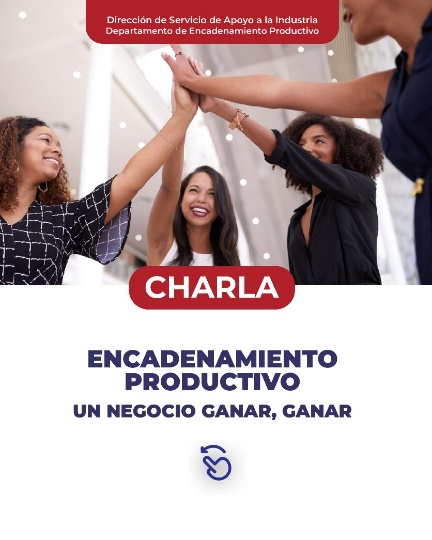 Dirección de Servicio de Apoyo a la Industria
Departamento de Encadenamiento Productivo
CHARLA
ENCADENAMIENTO
PRODUCTIVO
UN NEGOCIO GANAR, GANAR